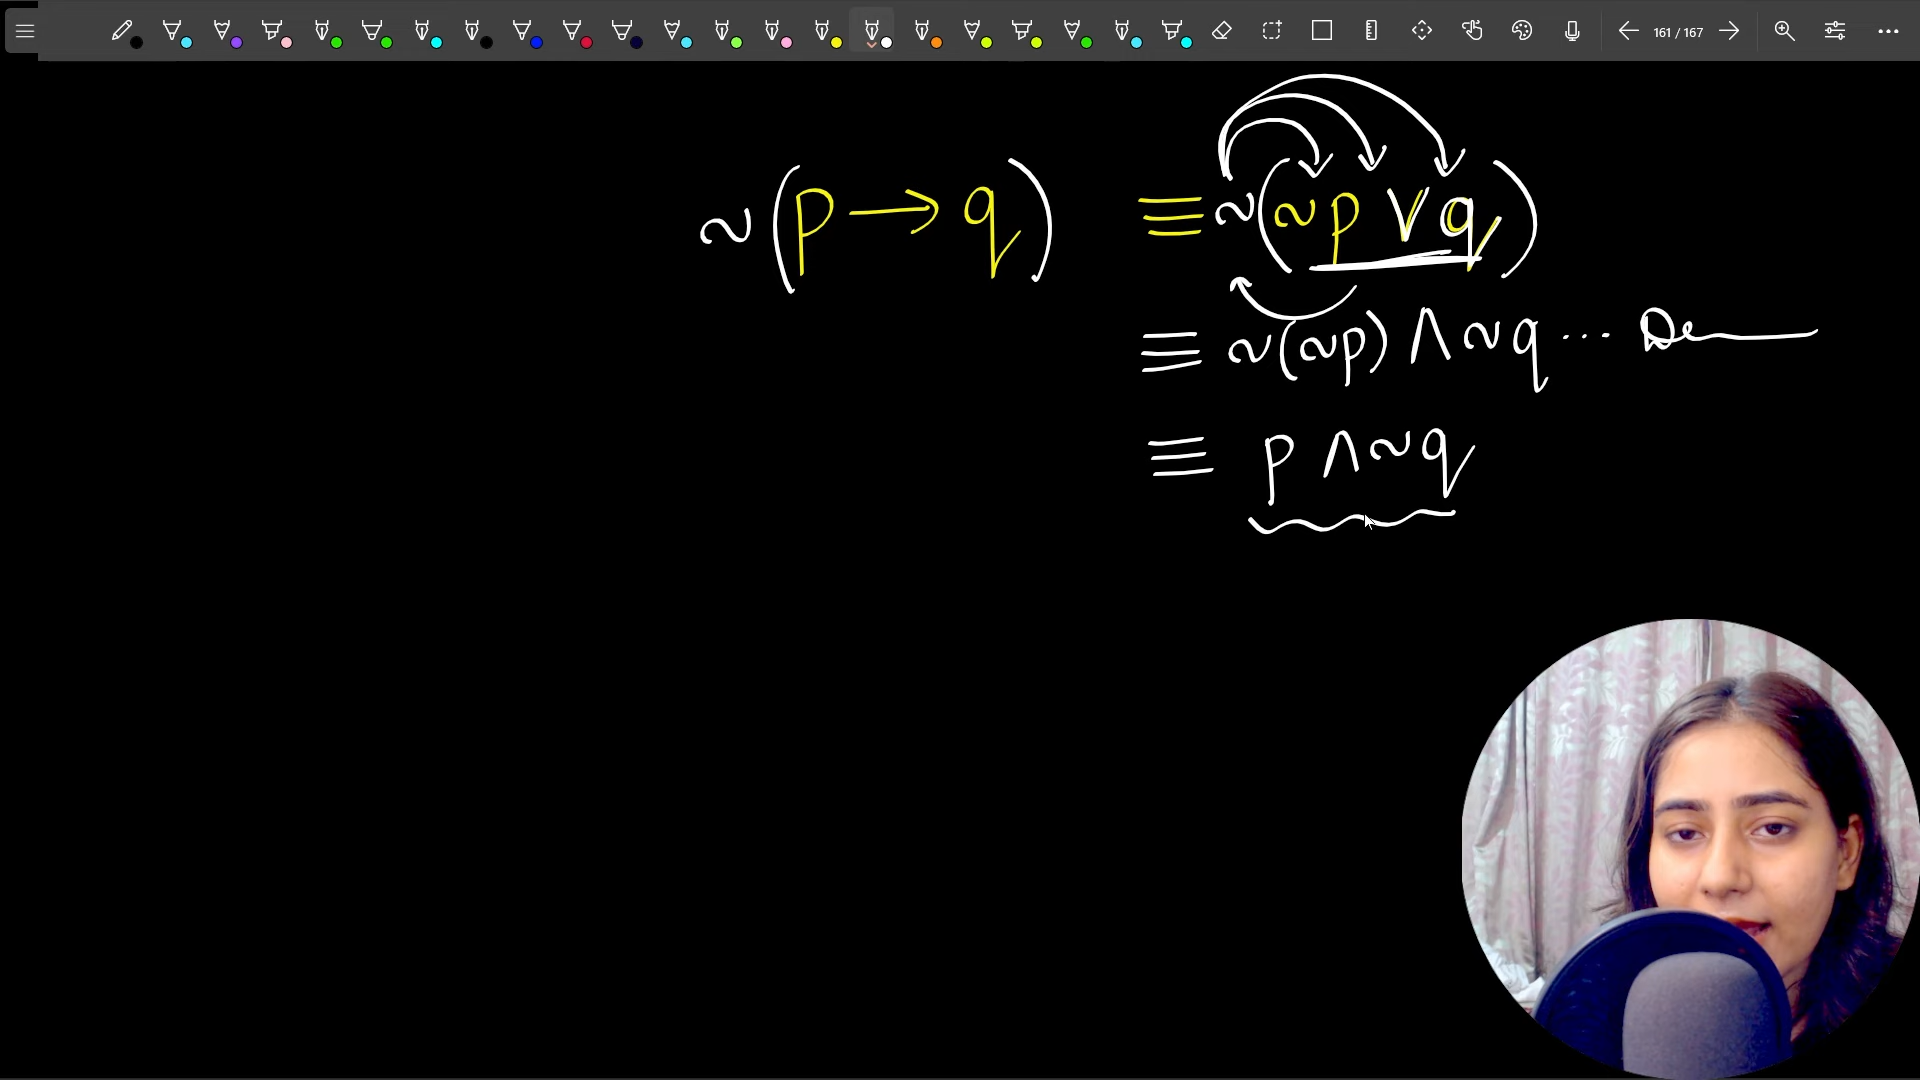 161 / 167
~(p → q) ≡ ~(~p ∨ q)
≡ ~(~p) ∧ ~q ... De
≡ p ∧ ~q